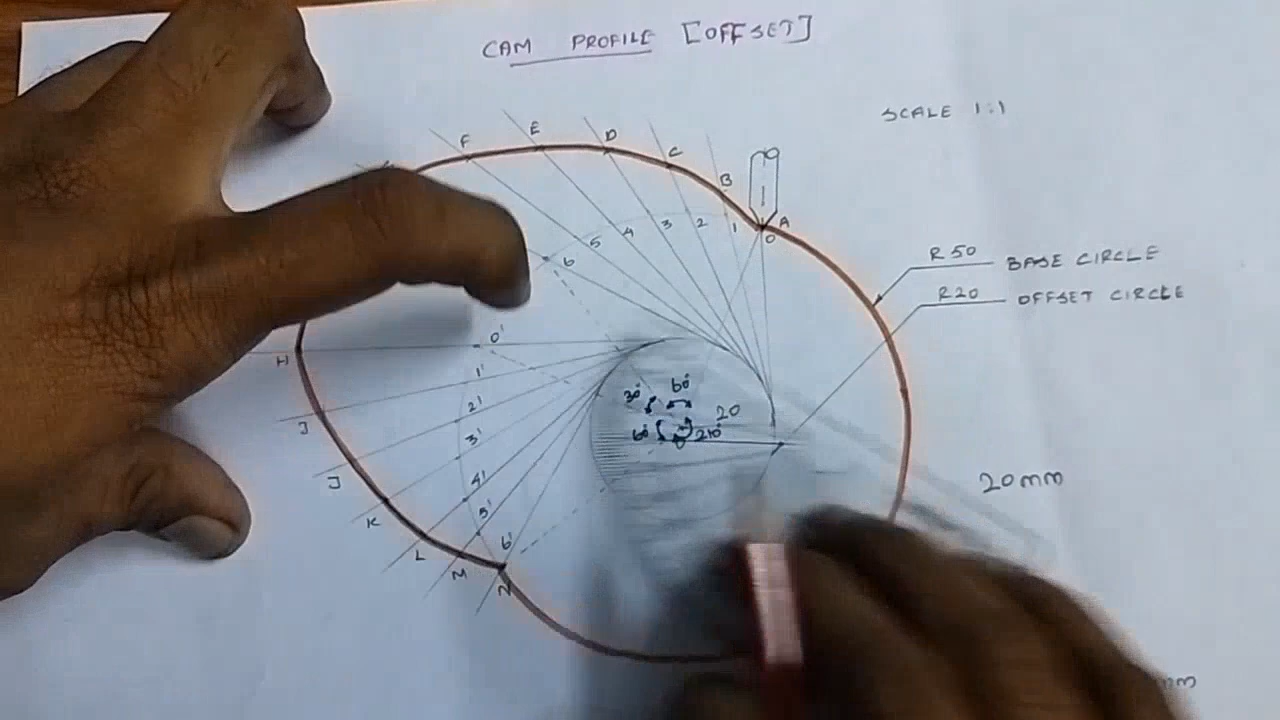 CAM PROFILE [OFFSET]
SCALE 1:1
F E D C B A
6 5 4 3 2 1 0
R 50 BASE CIRCLE
R20 OFFSET CIRCLE
H 0'
J 1'
J 2'
K 3'
L 4'
M 5'
N 6'
30° 60°
60° 210°
20
20mm